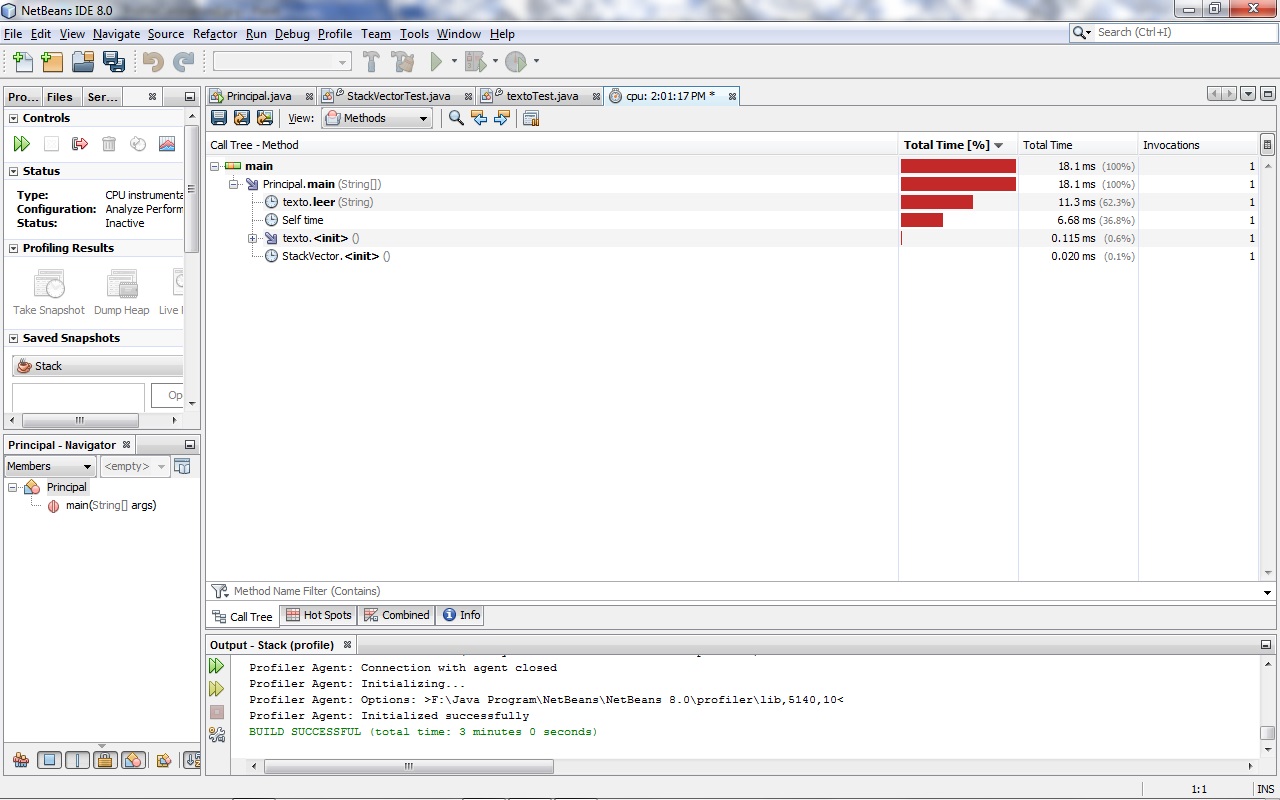 NetBeans IDE 8.0
File Edit View Navigate Source Refactor Run Debug Profile Team Tools Window Help
Search (Ctrl+I)
Pro... Files Ser...
Controls
Status
Type: CPU instrumenta
Configuration: Analyze Perform
Status: Inactive
Profiling Results
Take Snapshot Dump Heap Live
Saved Snapshots
Stack
Op
Principal - Navigator
Members <empty>
Principal
main(String[] args)
Principal.java StackVectorTest.java textoTest.java cpu: 2:01:17 PM *
View: Methods
Call Tree - Method Total Time [%] Total Time Invocations
main 18.1 ms (100%) 1
Principal.main (String[]) 18.1 ms (100%) 1
texto.leer (String) 11.3 ms (62.3%) 1
Self time 6.68 ms (36.8%) 1
texto.<init> () 0.115 ms (0.6%) 1
StackVector.<init> () 0.020 ms (0.1%) 1
Method Name Filter (Contains)
Call Tree Hot Spots Combined Info
Output - Stack (profile)
Profiler Agent: Connection with agent closed
Profiler Agent: Initializing...
Profiler Agent: Options: >F:\Java Program\NetBeans\NetBeans 8.0\profiler\lib,5140,10<
Profiler Agent: Initialized successfully
BUILD SUCCESSFUL (total time: 3 minutes 0 seconds)
1:1 INS